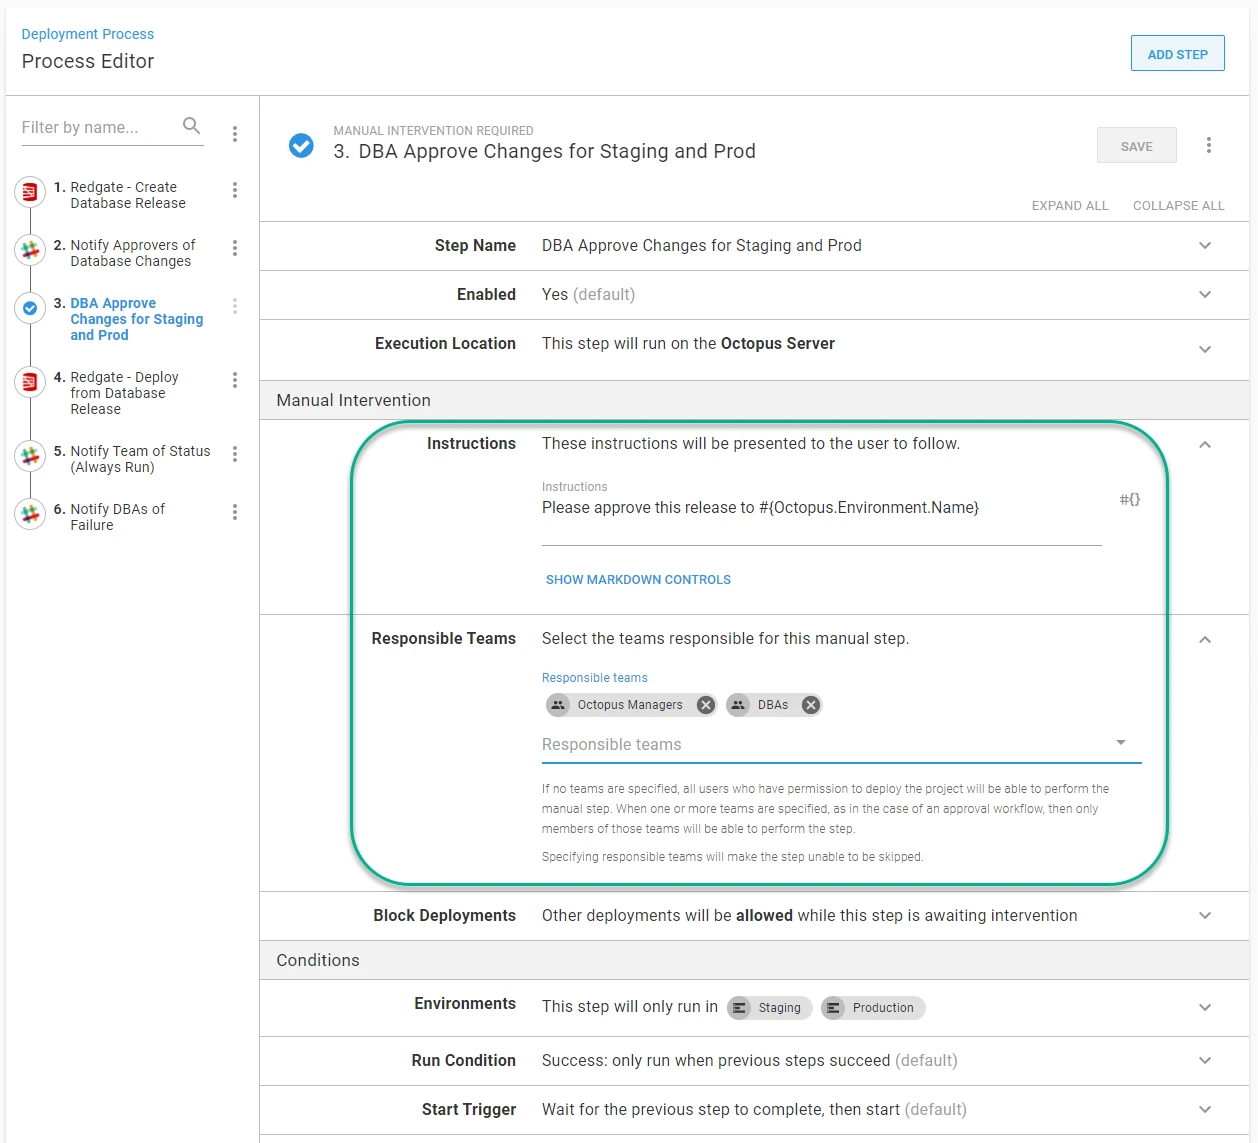 Deployment Process
Process Editor
ADD STEP
Filter by name...
1. Redgate - Create
Database Release
2. Notify Approvers of
Database Changes
3. DBA Approve
Changes for Staging
and Prod
4. Redgate - Deploy
from Database
Release
5. Notify Team of Status
(Always Run)
6. Notify DBAs of
Failure
MANUAL INTERVENTION REQUIRED
3. DBA Approve Changes for Staging and Prod
SAVE
EXPAND ALL COLLAPSE ALL
Step Name DBA Approve Changes for Staging and Prod
Enabled Yes (default)
Execution Location This step will run on the Octopus Server
Manual Intervention
Instructions These instructions will be presented to the user to follow.
Instructions
Please approve this release to #{Octopus.Environment.Name}
#{}
SHOW MARKDOWN CONTROLS
Responsible Teams Select the teams responsible for this manual step.
Responsible teams
Octopus Managers DBAs
Responsible teams
If no teams are specified, all users who have permission to deploy the project will be able to perform the
manual step. When one or more teams are specified, as in the case of an approval workflow, then only
members of those teams will be able to perform the step.
Specifying responsible teams will make the step unable to be skipped.
Block Deployments Other deployments will be allowed while this step is awaiting intervention
Conditions
Environments This step will only run in Staging Production
Run Condition Success: only run when previous steps succeed (default)
Start Trigger Wait for the previous step to complete, then start (default)